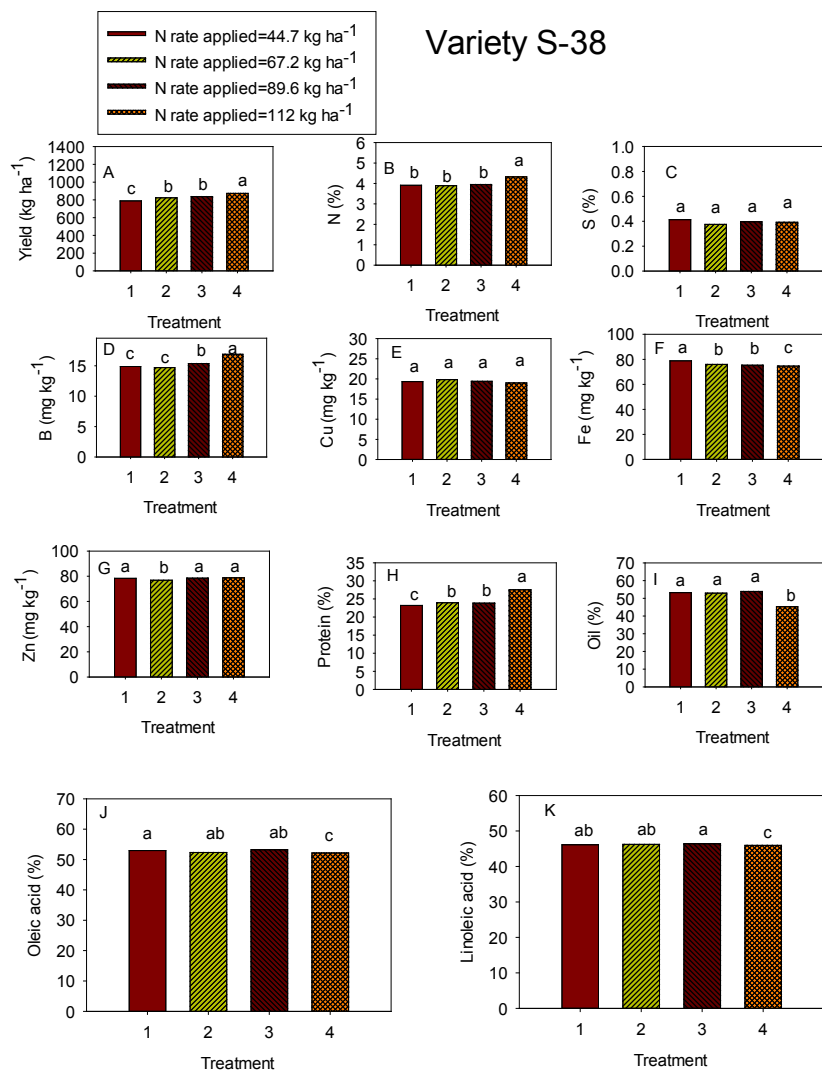 N rate applied=44.7 kg ha-1
N rate applied=67.2 kg ha-1
N rate applied=89.6 kg ha-1
N rate applied=112 kg ha-1
Variety S-38
Yield (kg ha-1)
1400
1200
1000
800
600
400
200
0
A
c b b a
1 2 3 4
Treatment
N (%)
6
5
4
3
2
1
0
B
b b b a
1 2 3 4
Treatment
S (%)
1.0
0.8
0.6
0.4
0.2
0.0
C
a a a a
1 2 3 4
Treatment
B (mg kg-1)
15
10
5
0
D
c c b a
1 2 3 4
Treatment
Cu (mg kg-1)
30
25
20
15
10
5
0
E
a a a a
1 2 3 4
Treatment
Fe (mg kg-1)
100
80
60
40
20
0
F
a b b c
1 2 3 4
Treatment
Zn (mg kg-1)
100
80
60
40
20
0
G
a b a a
1 2 3 4
Treatment
Protein (%)
35
30
25
20
15
10
5
0
H
c b b a
1 2 3 4
Treatment
Oil (%)
70
60
50
40
30
20
10
0
I
a a a b
1 2 3 4
Treatment
Oleic acid (%)
70
60
50
40
30
20
10
0
J
a ab ab c
1 2 3 4
Treatment
Linoleic acid (%)
60
50
40
30
20
10
0
K
ab ab a c
1 2 3 4
Treatment